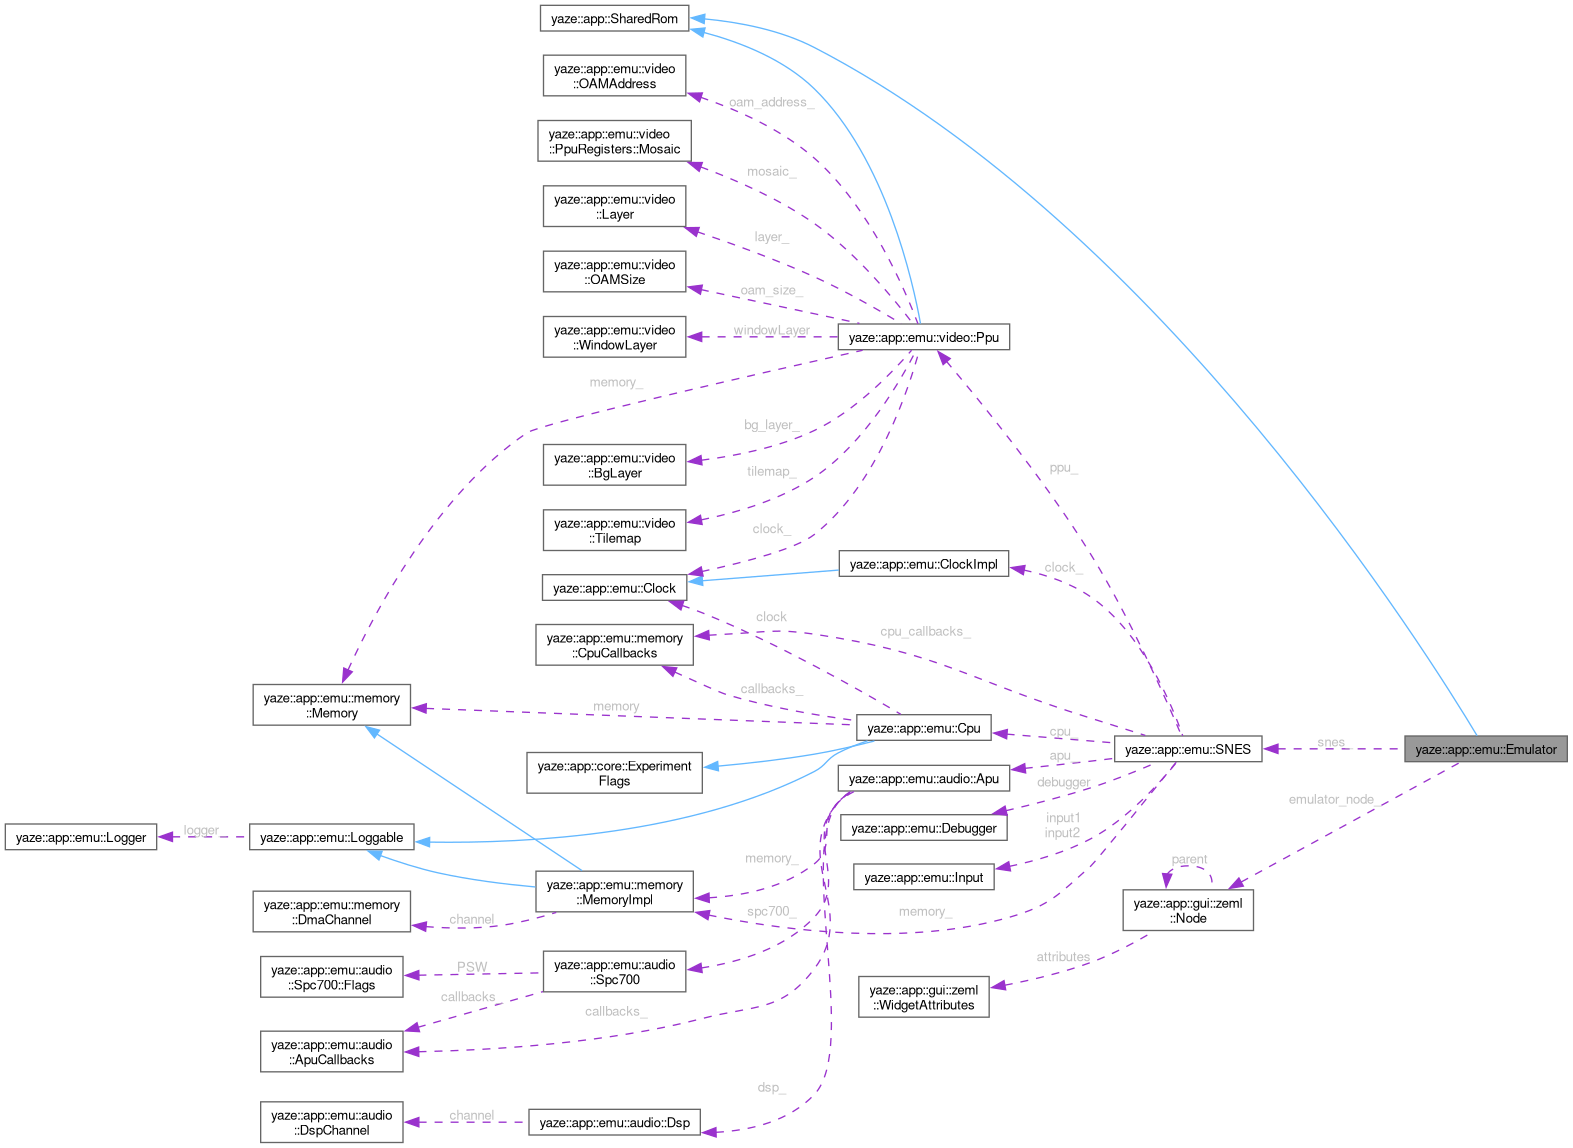 yaze::app::SharedRom
yaze::app::emu::video
::OAMAddress
oam_address_
yaze::app::emu::video
::PpuRegisters::Mosaic
mosaic_
yaze::app::emu::video
::Layer
layer_
yaze::app::emu::video
::OAMSize
oam_size_
yaze::app::emu::video
::WindowLayer
windowLayer
yaze::app::emu::video::Ppu
memory_
yaze::app::emu::video
::BgLayer
bg_layer_
tilemap_
ppu_
yaze::app::emu::video
::Tilemap
clock_
yaze::app::emu::ClockImpl
clock_
yaze::app::emu::Clock
clock
yaze::app::emu::memory
::CpuCallbacks
cpu_callbacks_
callbacks_
yaze::app::emu::memory
::Memory
memory
yaze::app::emu::Cpu
cpu_
yaze::app::emu::SNES
snes_
yaze::app::emu::Emulator
yaze::app::core::Experiment
Flags
yaze::app::emu::audio::Apu
apu_
debugger
emulator_node_
yaze::app::emu::Debugger
input1
input2
yaze::app::emu::Logger
logger
yaze::app::emu::Loggable
memory_
parent
yaze::app::emu::Input
yaze::app::emu::memory
::MemoryImpl
yaze::app::emu::memory
::DmaChannel
channel
spc700_
memory_
yaze::app::gui::zeml
::Node
attributes
yaze::app::emu::audio
::Spc700::Flags
PSW
yaze::app::emu::audio
::Spc700
callbacks
yaze::app::gui::zeml
::WidgetAttributes
callbacks_
yaze::app::emu::audio
::ApuCallbacks
dsp_
yaze::app::emu::audio
::DspChannel
channel
yaze::app::emu::audio::Dsp